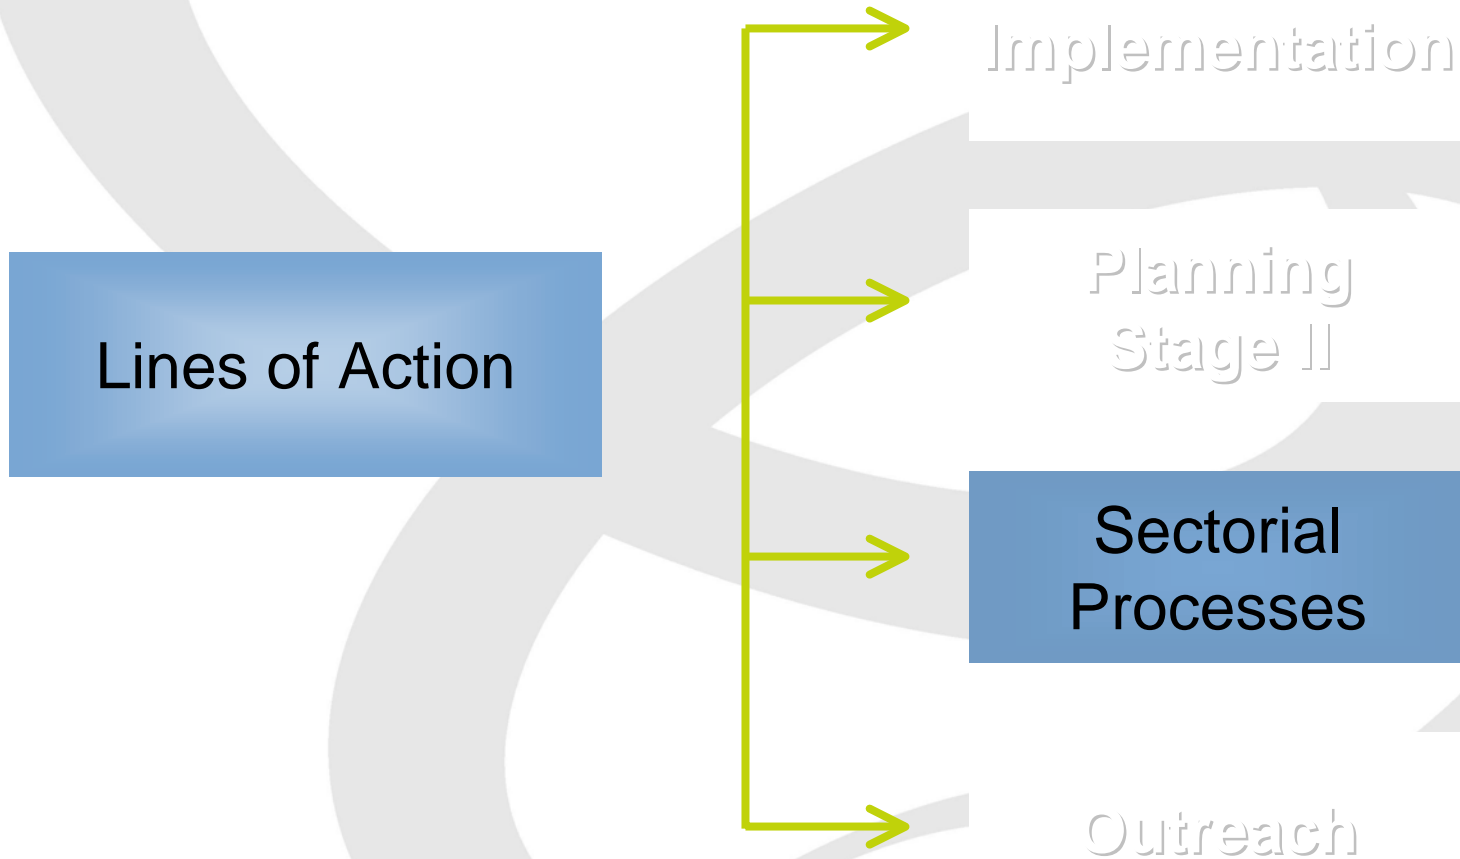 Implementation
Planning
Stage II
Lines of Action
Sectorial
Processes
Outreach